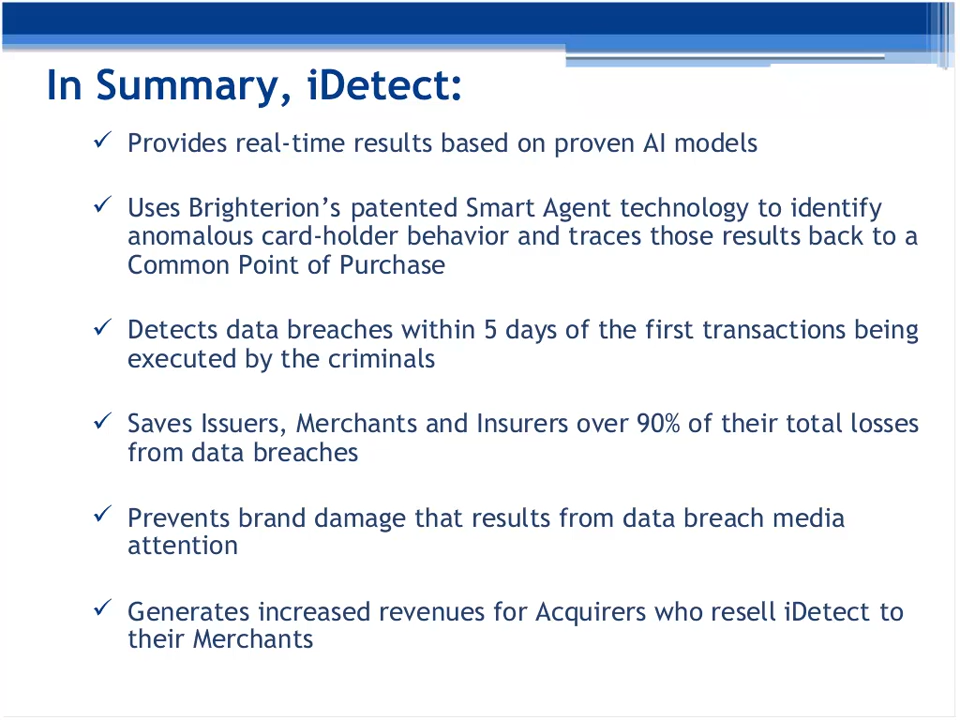 In Summary, iDetect:
✓ Provides real-time results based on proven AI models
✓ Uses Brighterion’s patented Smart Agent technology to identify
anomalous card-holder behavior and traces those results back to a
Common Point of Purchase
✓ Detects data breaches within 5 days of the first transactions being
executed by the criminals
✓ Saves Issuers, Merchants and Insurers over 90% of their total losses
from data breaches
✓ Prevents brand damage that results from data breach media
attention
✓ Generates increased revenues for Acquirers who resell iDetect to
their Merchants